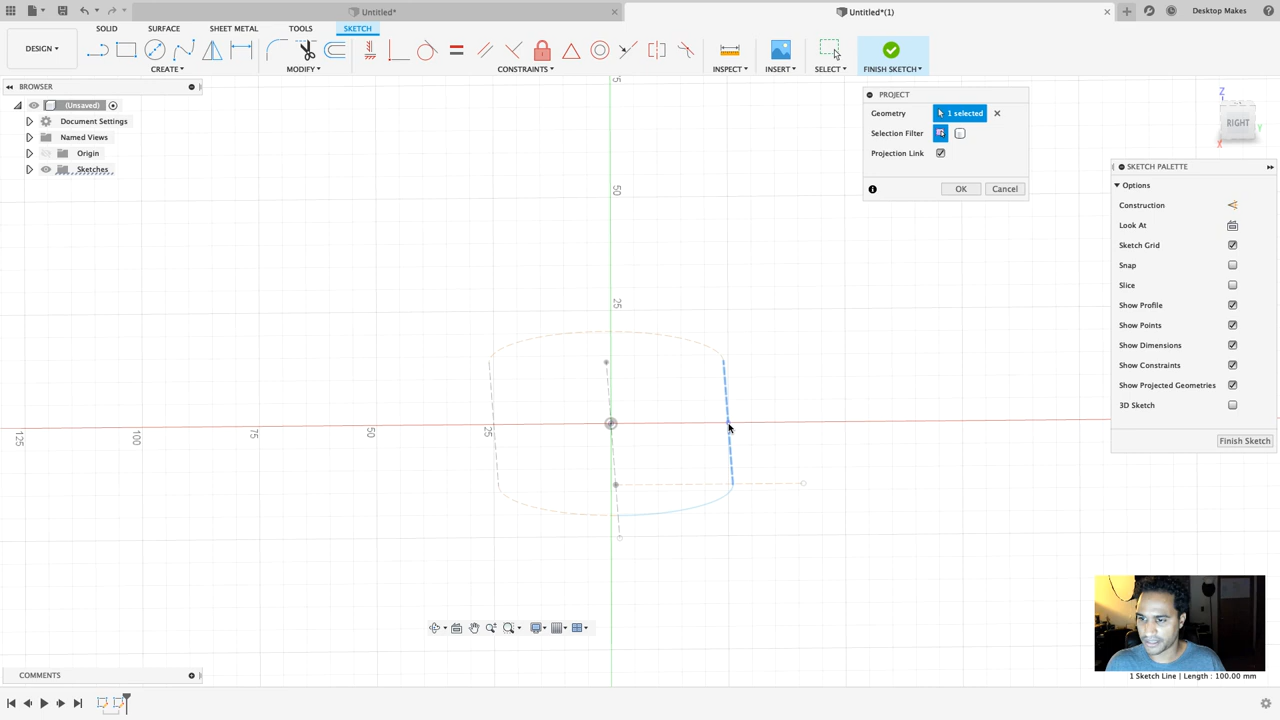 Untitled*
Untitled*(1)
Desktop Makes
DESIGN
SOLID
SURFACE
SHEET METAL
TOOLS
SKETCH
CREATE
MODIFY
CONSTRAINTS
INSPECT
INSERT
SELECT
FINISH SKETCH
BROWSER
(Unsaved)
Document Settings
Named Views
Origin
Sketches
PROJECT
Geometry
1 selected
Selection Filter
Projection Link
OK
Cancel
Z
RIGHT
Y
X
SKETCH PALETTE
Options
Construction
Look At
Sketch Grid
Snap
Slice
Show Profile
Show Points
Show Dimensions
Show Constraints
Show Projected Geometries
3D Sketch
Finish Sketch
50
25
125
100
75
50
25
COMMENTS
1 Sketch Line | Length : 100.00 mm